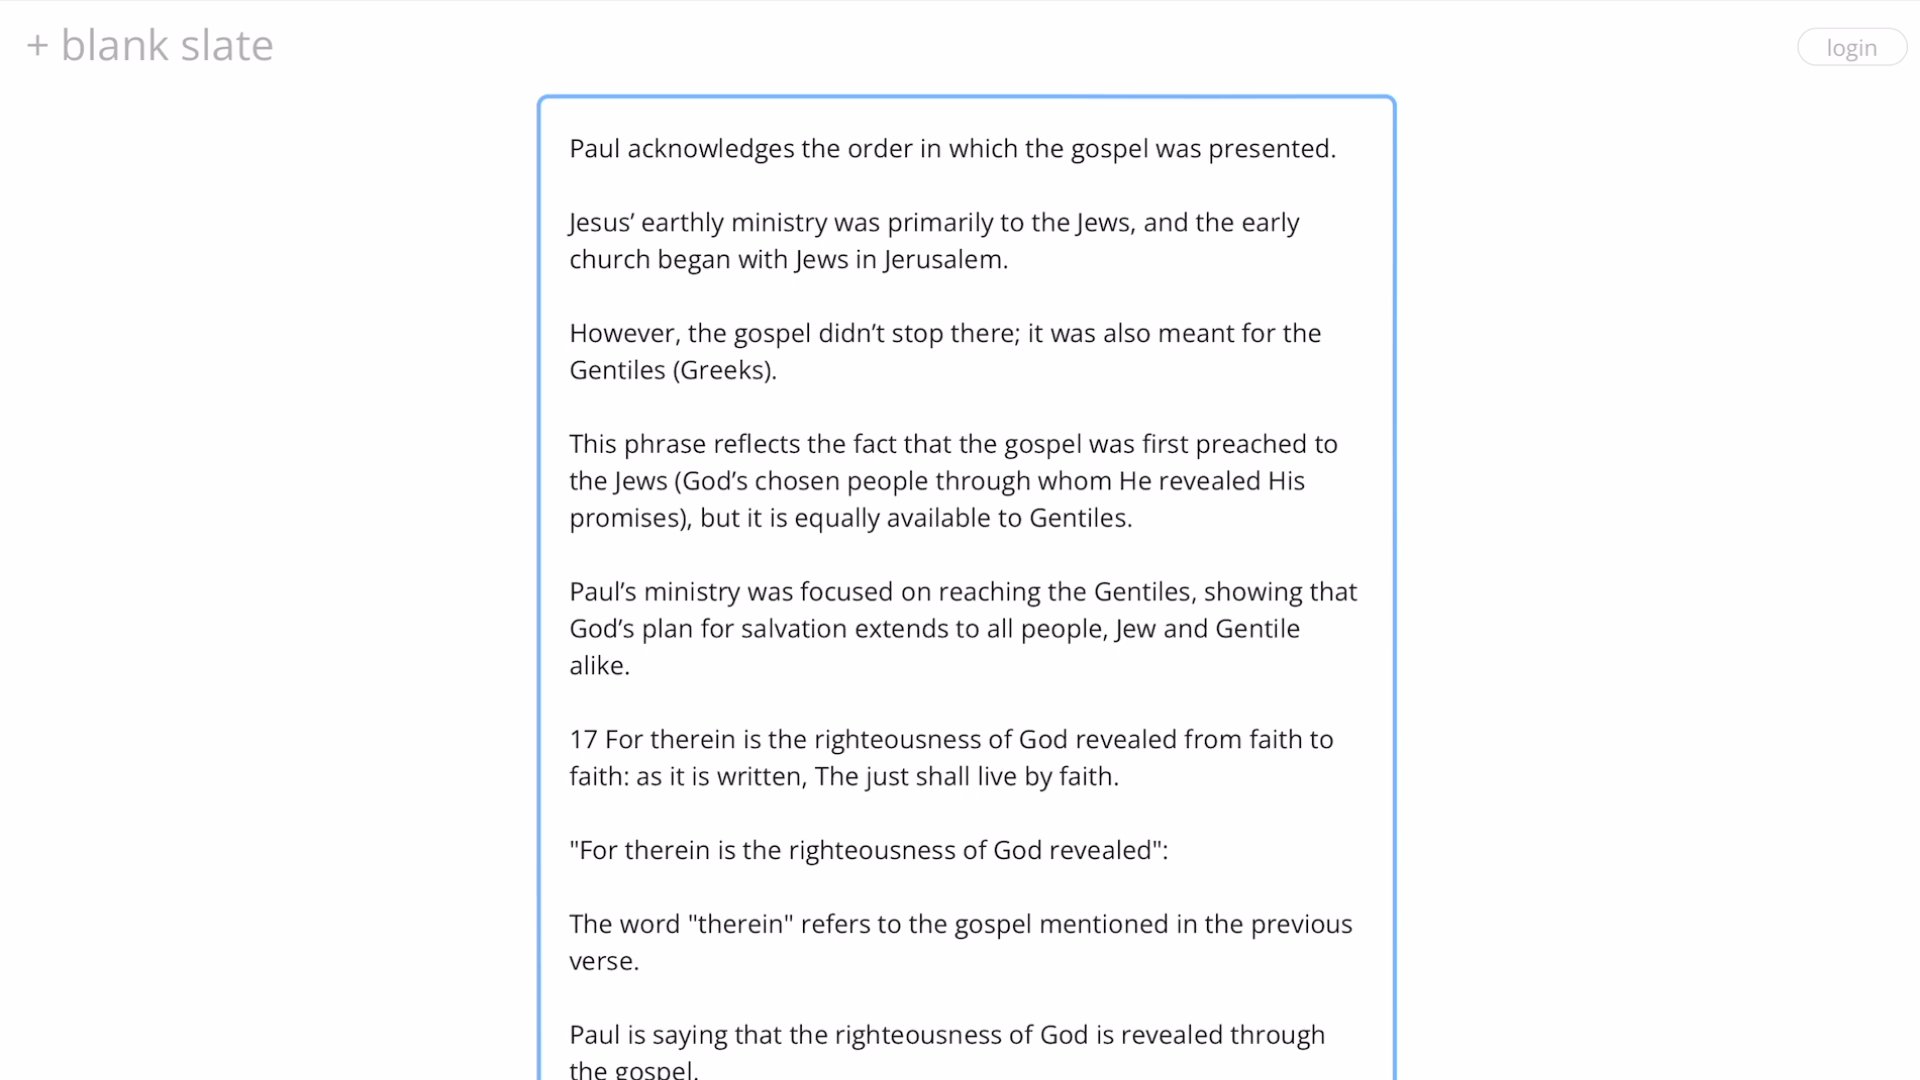 + blank slate
login
Paul acknowledges the order in which the gospel was presented.
Jesus’ earthly ministry was primarily to the Jews, and the early
church began with Jews in Jerusalem.
However, the gospel didn’t stop there; it was also meant for the
Gentiles (Greeks).
This phrase reflects the fact that the gospel was first preached to
the Jews (God’s chosen people through whom He revealed His
promises), but it is equally available to Gentiles.
Paul’s ministry was focused on reaching the Gentiles, showing that
God’s plan for salvation extends to all people, Jew and Gentile
alike.
17 For therein is the righteousness of God revealed from faith to
faith: as it is written, The just shall live by faith.
"For therein is the righteousness of God revealed":
The word "therein" refers to the gospel mentioned in the previous
verse.
Paul is saying that the righteousness of God is revealed through
the gospel.